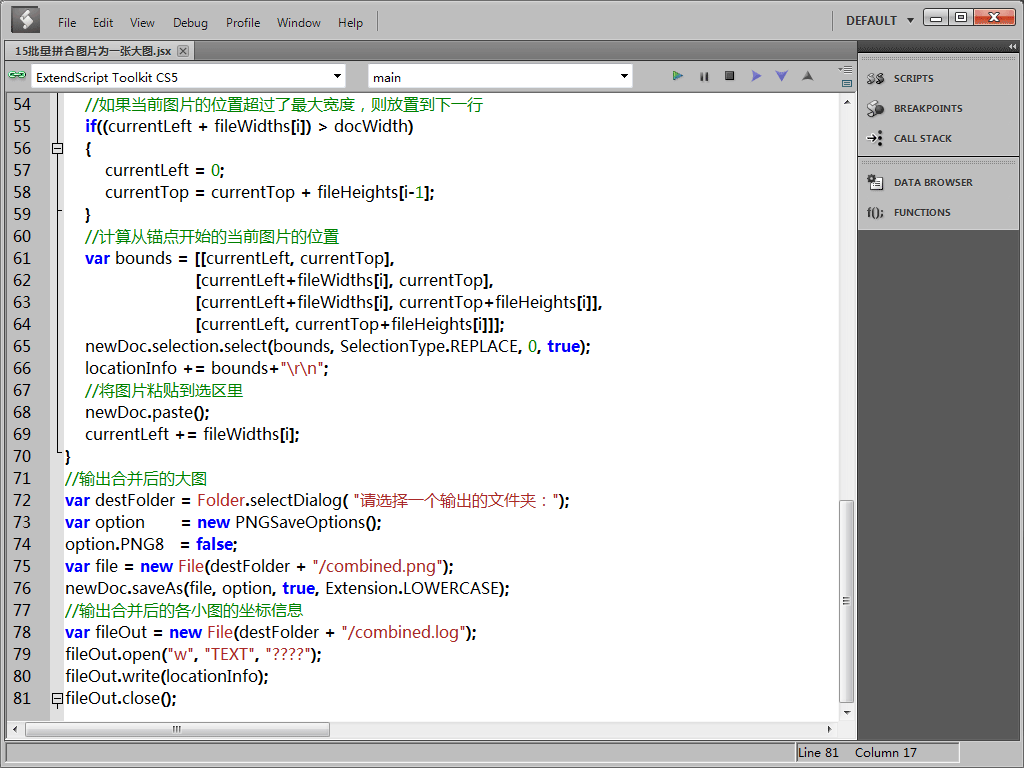 File Edit View Debug Profile Window Help DEFAULT
15批量拼合图片为一张大图.jsx
ExtendScript Toolkit CS5 main
SCRIPTS
BREAKPOINTS
CALL STACK
DATA BROWSER
f(); FUNCTIONS
54 //如果当前图片的位置超过了最大宽度，则放置到下一行
55 if((currentLeft + fileWidths[i]) > docWidth)
56 {
57 currentLeft = 0;
58 currentTop = currentTop + fileHeights[i-1];
59 }
60 //计算从锚点开始的当前图片的位置
61 var bounds = [[currentLeft, currentTop],
62 [currentLeft+fileWidths[i], currentTop],
63 [currentLeft+fileWidths[i], currentTop+fileHeights[i]],
64 [currentLeft, currentTop+fileHeights[i]]];
65 newDoc.selection.select(bounds, SelectionType.REPLACE, 0, true);
66 locationInfo += bounds+"\r\n";
67 //将图片粘贴到选区里
68 newDoc.paste();
69 currentLeft += fileWidths[i];
70 }
71 //输出合并后的大图
72 var destFolder = Folder.selectDialog( "请选择一个输出的文件夹：");
73 var option = new PNGSaveOptions();
74 option.PNG8 = false;
75 var file = new File(destFolder + "/combined.png");
76 newDoc.saveAs(file, option, true, Extension.LOWERCASE);
77 //输出合并后的各小图的坐标信息
78 var fileOut = new File(destFolder + "/combined.log");
79 fileOut.open("w", "TEXT", "????");
80 fileOut.write(locationInfo);
81 fileOut.close();
Line 81 Column 17